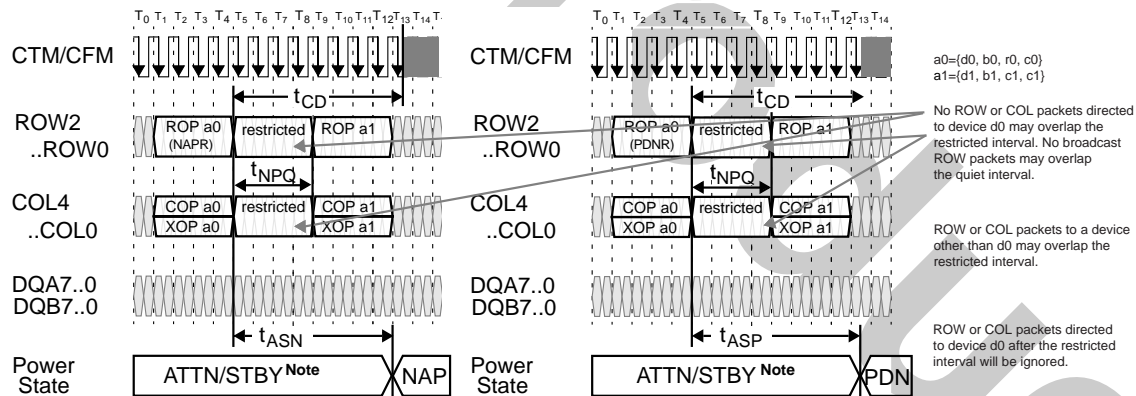 T0 T1 T2 T3 T4 T5 T6 T7 T8 T9 T10 T11 T12 T13 T14
CTM/CFM
tCD
ROW2
..ROW0
ROP a0
(NAPR)
restricted
ROP a1
tNPQ
COL4
..COL0
COP a0
XOP a0
restricted
COP a1
XOP a1
DQA7..0
DQB7..0
tASN
Power
State
ATTN/STBY Note
NAP
T0 T1 T2 T3 T4 T5 T6 T7 T8 T9 T10 T11 T12 T13 T14
CTM/CFM
tCD
ROW2
..ROW0
ROP a0
(PDNR)
restricted
ROP a1
tNPQ
COL4
..COL0
COP a0
XOP a0
restricted
COP a1
XOP a1
DQA7..0
DQB7..0
tASP
Power
State
ATTN/STBY Note
PDN
a0={d0, b0, r0, c0}
a1={d1, b1, c1, c1}
No ROW or COL packets directed
to device d0 may overlap the
restricted interval. No broadcast
ROW packets may overlap
the quiet interval.
ROW or COL packets to a device
other than d0 may overlap the
restricted interval.
ROW or COL packets directed
to device d0 after the restricted
interval will be ignored.